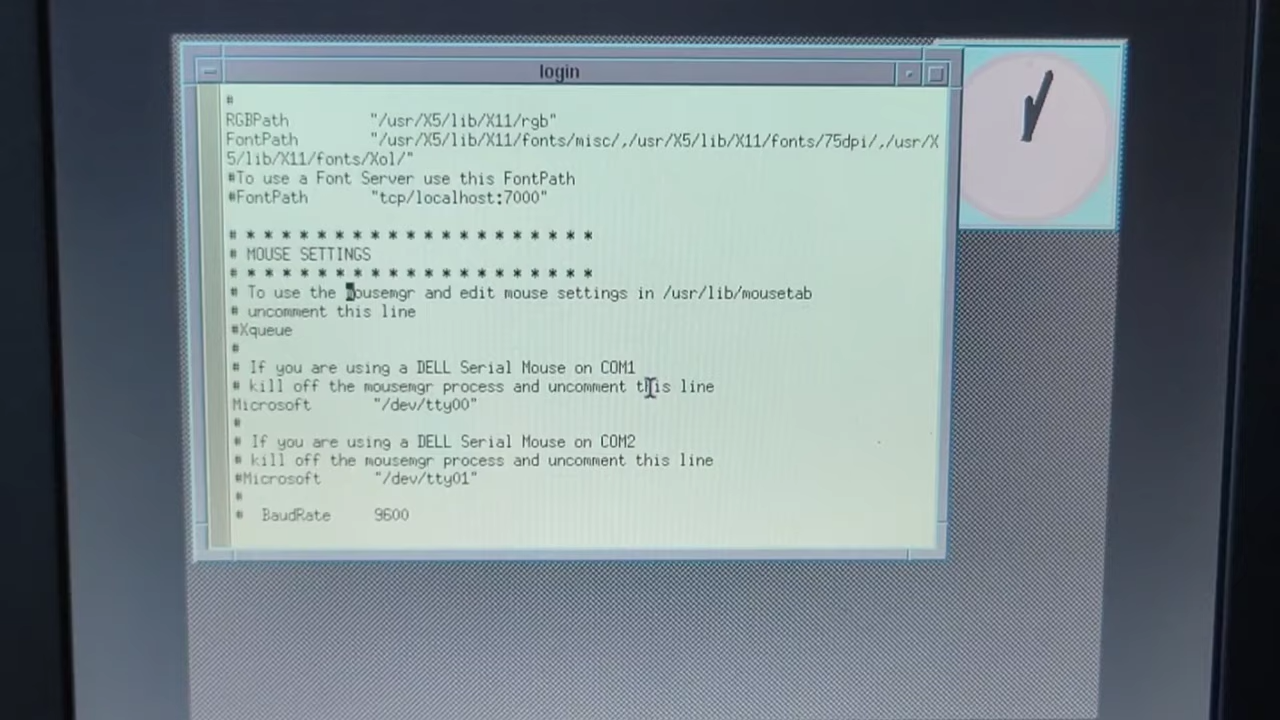 login
#
RGBPath "/usr/X5/lib/X11/rgb"
FontPath "/usr/X5/lib/X11/fonts/misc/,/usr/X5/lib/X11/fonts/75dpi/,/usr/X
5/lib/X11/fonts/Xol/"
#To use a Font Server use this FontPath
#FontPath "tcp/localhost:7000"
# * * * * * * * * * * * * * * * * * * * *
# MOUSE SETTINGS
# * * * * * * * * * * * * * * * * * * * *
# To use the mousemgr and edit mouse settings in /usr/lib/mousetab
# uncomment this line
#Xqueue
#
# If you are using a DELL Serial Mouse on COM1
# kill off the mousemgr process and uncomment this line
Microsoft "/dev/tty00"
#
# If you are using a DELL Serial Mouse on COM2
# kill off the mousemgr process and uncomment this line
#Microsoft "/dev/tty01"
#
# BaudRate 9600